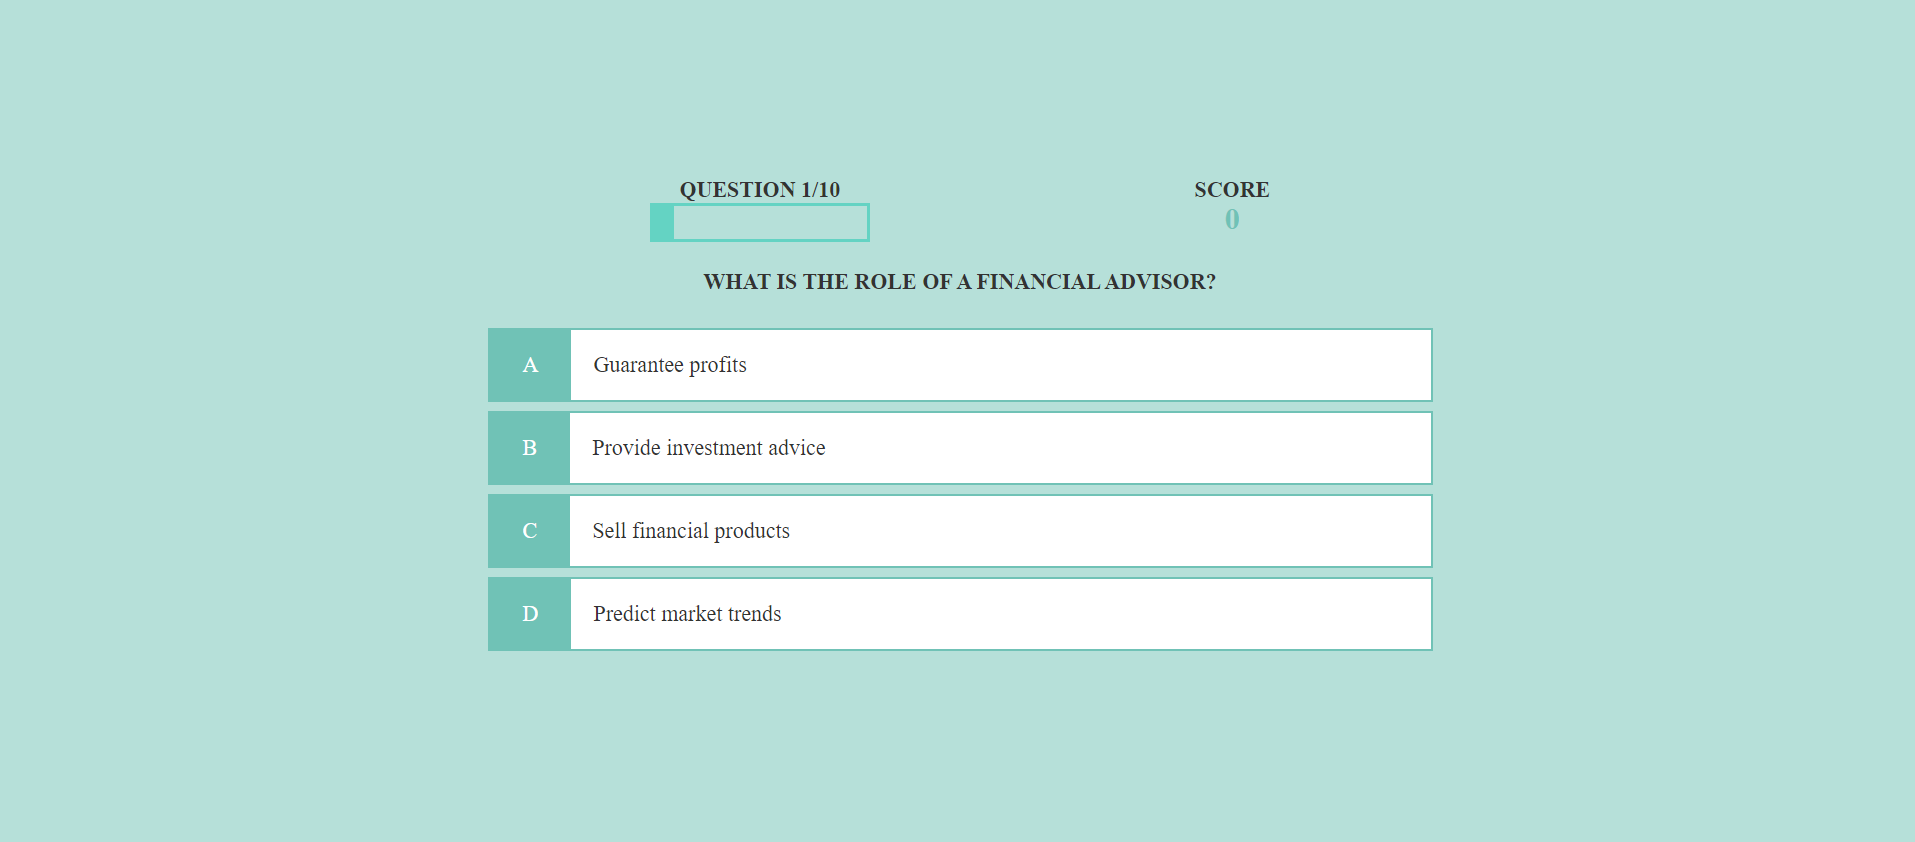 QUESTION 1/10
SCORE
0
WHAT IS THE ROLE OF A FINANCIAL ADVISOR?
A Guarantee profits
B Provide investment advice
C Sell financial products
D Predict market trends